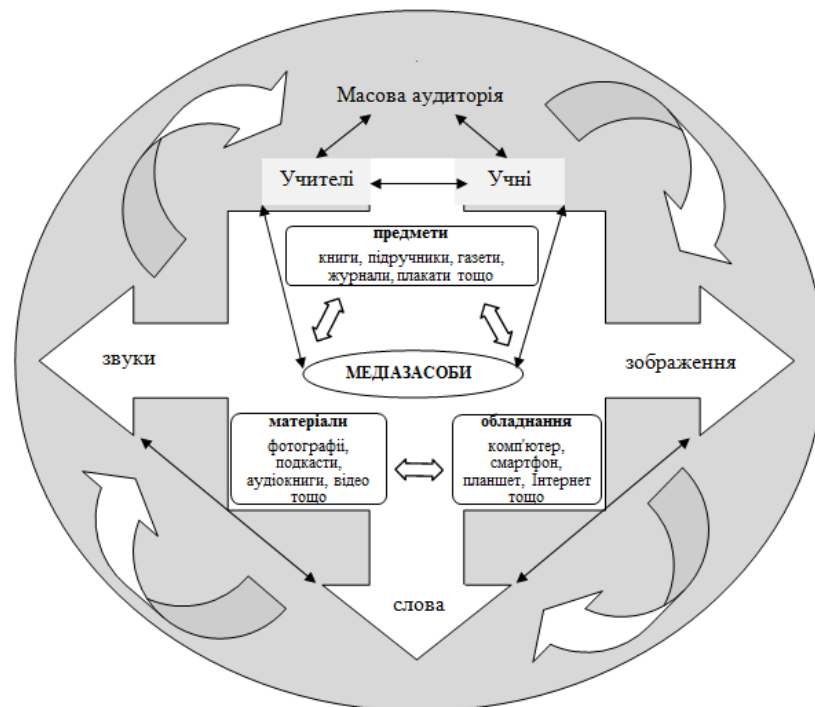 Масова аудиторія
Учителі
Учні
предмети
книги, підручники, газети,
журнали, плакати тощо
звуки
МЕДІАЗАСОБИ
зображення
матеріали
фотографії,
подкасти,
аудіокниги, відео
тощо
обладнання
комп'ютер,
смартфон,
планшет, Інтернет
тощо
слова